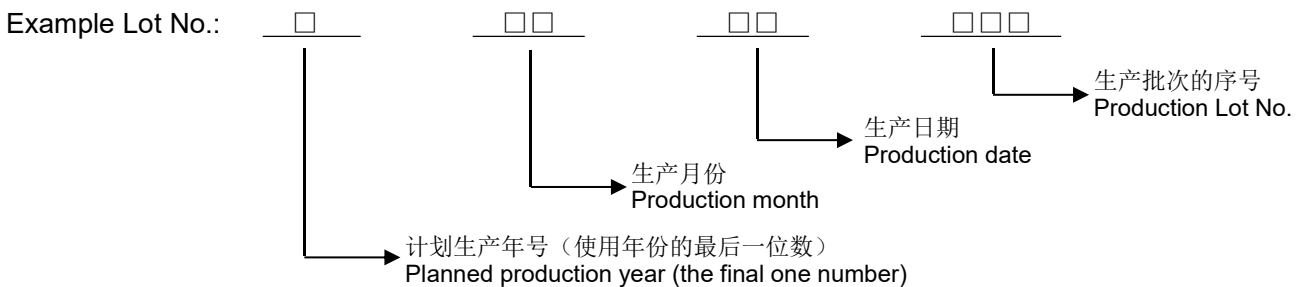 Example Lot No.: □ □□ □□ □□□
生产批次的序号
Production Lot No.
生产日期
Production date
生产月份
Production month
计划生产年号（使用年份的最后一位数）
Planned production year (the final one number)